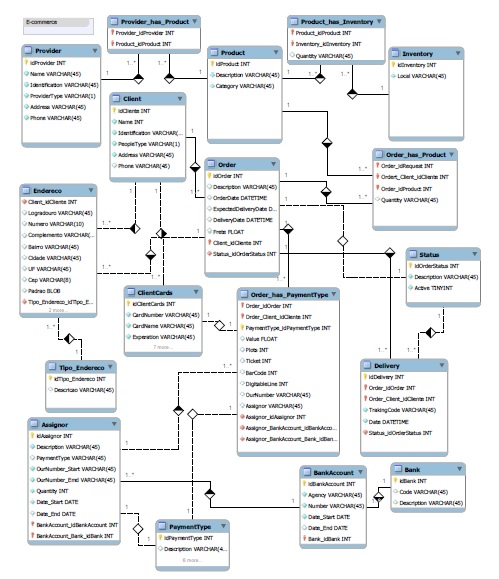 E-commerce
Provider_has_Product
Provider_idProvider INT
Product_idProduct INT
Product_has_Inventory
Product_idProduct INT
Inventory_idInventory INT
Quantity VARCHAR(45)
Provider
idProvider INT
Name VARCHAR(45)
Identification VARCHAR(45)
ProviderType VARCHAR(1)
Address VARCHAR(45)
Phone VARCHAR(45)
Product
idProduct INT
Description VARCHAR(45)
Category VARCHAR(45)
Inventory
idInventory INT
Local VARCHAR(45)
Client
idCliente INT
Name INT
Identification VARCHAR(...
PeopleType VARCHAR(1)
Address VARCHAR(45)
Phone VARCHAR(45)
Order_has_Product
Order_idRequest INT
Order_Client_idCliente INT
Order_idProduct INT
Quantity VARCHAR(45)
Order
idOrder INT
Description VARCHAR(45)
OrderDate DATETIME
ExpectedDeliveryDate D...
DeliveryDate DATETIME
Frete FLOAT
Client_idCliente INT
Status_idOrderStatus INT
Endereco
Client_idCliente INT
Logradouro VARCHAR(45)
Numero VARCHAR(10)
Complemento VARCHAR(...
Bairro VARCHAR(45)
Cidade VARCHAR(45)
UF VARCHAR(45)
Cep VARCHAR(8)
Padrao BLOB
Tipo_Endereco_idTipo_E...
2 more...
Status
idOrderStatus INT
Description VARCHAR(45)
Active TINYINT
ClientCards
idClientCards INT
CardNumber VARCHAR(45)
CardName VARCHAR(45)
Experation VARCHAR(45)
7 more...
Order_has_PaymentType
Order_idOrder INT
Order_Client_idCliente INT
PaymentType_idPaymentType INT
Value FLOAT
Plots INT
Ticket INT
BarCode INT
DigitableLine INT
OurNumber VARCHAR(45)
Assignor VARCHAR(45)
Assignor_idAssignor INT
Assignor_BankAccount_idBankAcco...
Assignor_BankAccount_Bank_idBan...
Tipo_Endereco
idTipo_Endereco INT
Descricao VARCHAR(45)
Delivery
idDelivery INT
Order_idOrder INT
Order_Client_idCliente INT
TrakingCode VARCHAR(45)
Date DATETIME
Status_idOrderStatus INT
Assignor
idAssignor INT
Description VARCHAR(45)
PaymentType VARCHAR(45)
OurNumber_Start VARCHAR(45)
OurNumber_End VARCHAR(45)
Quantity INT
Date_Start DATE
Date_End DATE
BankAccount_idBankAccount INT
BankAccount_Bank_idBank INT
BankAccount
idBankAccount INT
Agency VARCHAR(45)
Number VARCHAR(45)
Date_Start DATE
Date_End DATE
Bank_idBank INT
Bank
idBank INT
Code VARCHAR(45)
Description VARCHAR(45)
PaymentType
idPaymentType INT
Description VARCHAR(4...
8 more...